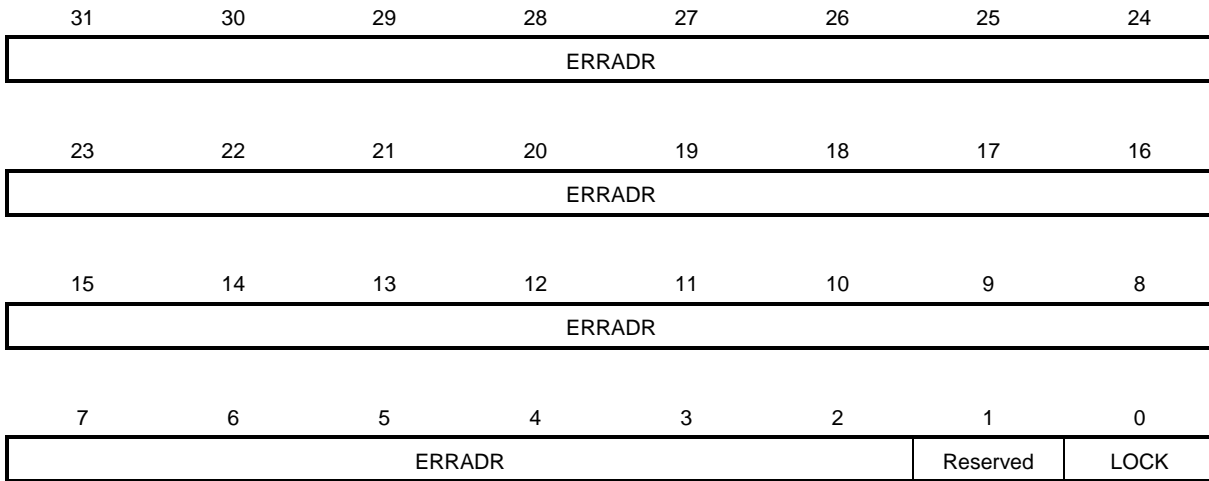 31 30 29 28 27 26 25 24
ERRADR
23 22 21 20 19 18 17 16
ERRADR
15 14 13 12 11 10 9 8
ERRADR
7 6 5 4 3 2 1 0
ERRADR Reserved LOCK